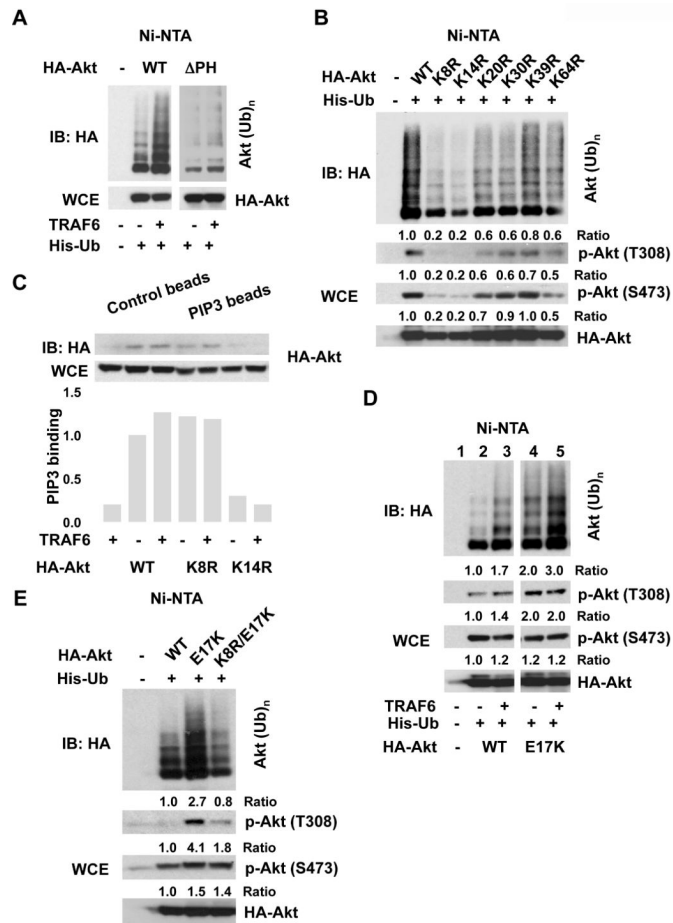 A
Ni-NTA
HA-Akt - WT ΔPH
IB: HA
Akt (Ub)n
WCE
HA-Akt
TRAF6 - - + - +
His-Ub - + + + +
B
Ni-NTA
HA-Akt - WT K8R K14R K20R K30R K39R K64R
His-Ub - + + + + + + +
IB: HA
Akt (Ub)n
1.0 0.2 0.2 0.6 0.6 0.8 0.6 Ratio
p-Akt (T308)
1.0 0.2 0.2 0.6 0.6 0.7 0.5 Ratio
WCE
p-Akt (S473)
1.0 0.2 0.2 0.7 0.9 1.0 0.5 Ratio
HA-Akt
C
Control beads
PIP3 beads
IB: HA
HA-Akt
WCE
PIP3 binding
1.5
1.0
0.5
0.0
TRAF6 + - + - + - +
HA-Akt WT K8R K14R
D
Ni-NTA
1 2 3 4 5
IB: HA
Akt (Ub)n
1.0 1.7 2.0 3.0 Ratio
p-Akt (T308)
1.0 1.4 2.0 2.0 Ratio
WCE
p-Akt (S473)
1.0 1.2 1.2 1.2 Ratio
HA-Akt
TRAF6 - - + - +
His-Ub - + + + +
HA-Akt - WT E17K
E
Ni-NTA
HA-Akt - WT E17K K8R/E17K
His-Ub - + + +
IB: HA
Akt (Ub)n
1.0 2.7 0.8 Ratio
p-Akt (T308)
1.0 4.1 1.8 Ratio
WCE
p-Akt (S473)
1.0 1.5 1.4 Ratio
HA-Akt